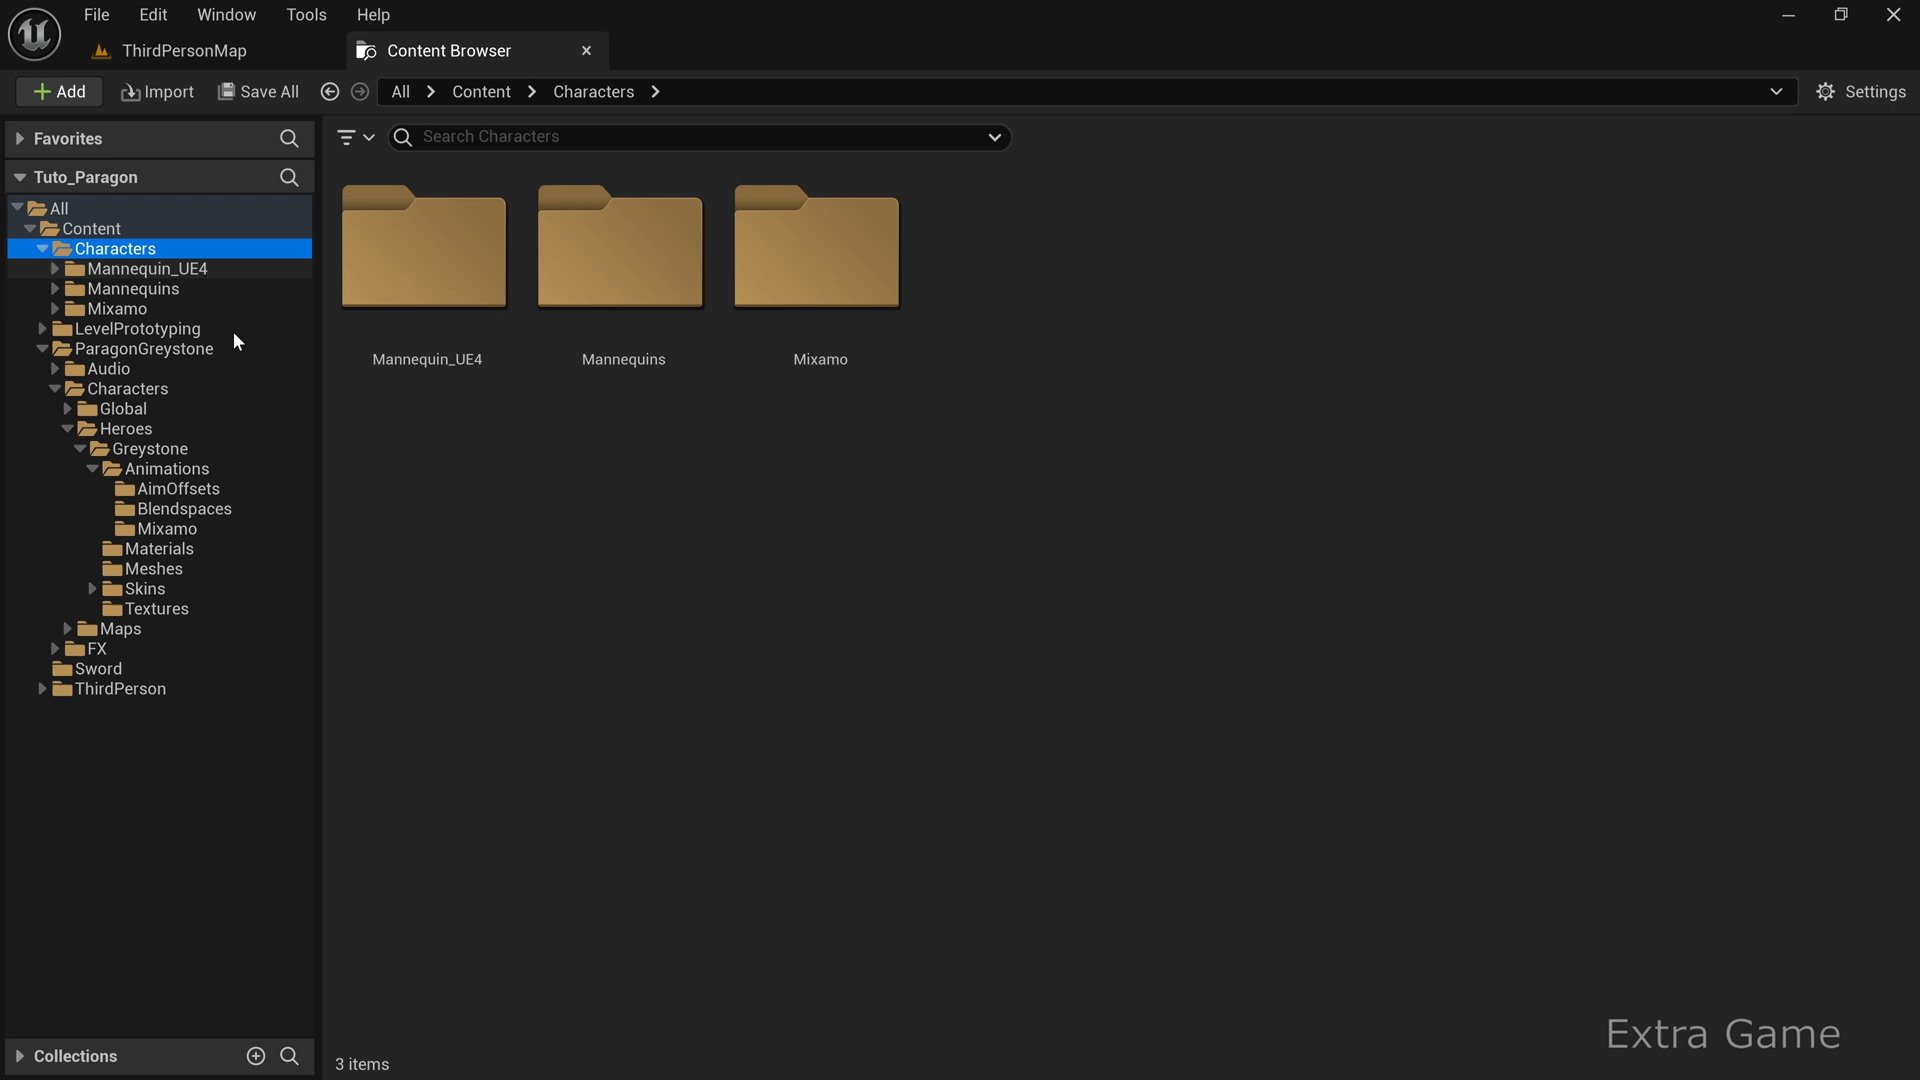 File Edit Window Tools Help
ThirdPersonMap Content Browser
Add Import Save All All Content Characters Settings
Favorites
Search Characters
Tuto_Paragon
All
Content
Characters
Mannequin_UE4
Mannequins
Mixamo
LevelPrototyping
ParagonGreystone
Audio
Characters
Global
Heroes
Greystone
Animations
AimOffsets
Blendspaces
Mixamo
Materials
Meshes
Skins
Textures
Maps
FX
Sword
ThirdPerson
Mannequin_UE4 Mannequins Mixamo
Extra Game
Collections
3 items